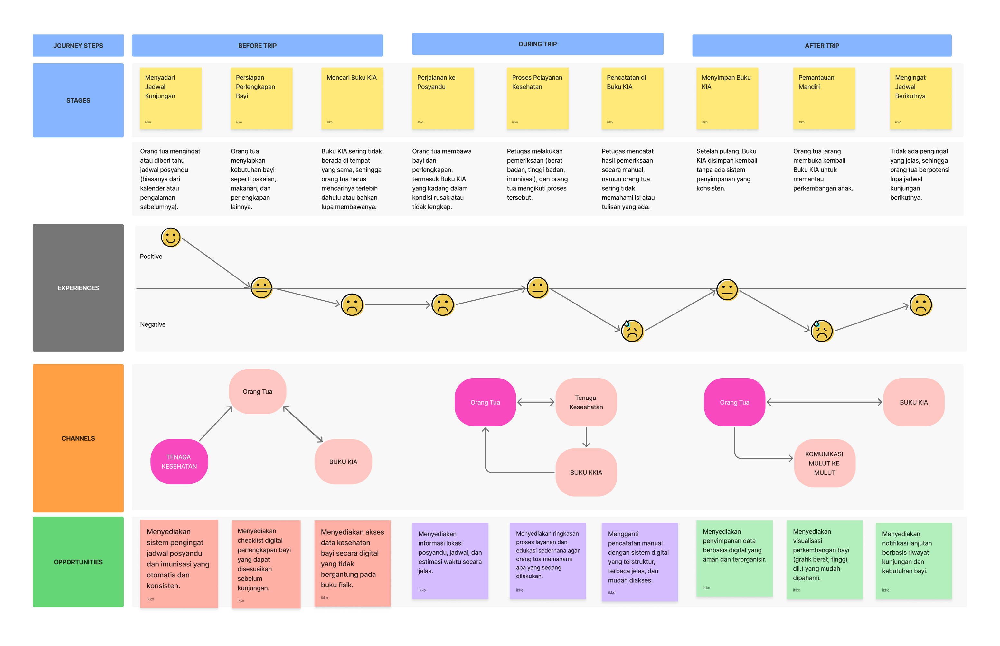 JOURNEY STEPS
BEFORE TRIP
DURING TRIP
AFTER TRIP
STAGES
Menyadari
Jadwal
Kunjungan
ikko
Persiapan
Perlengkapan
Bayi
ikko
Mencari Buku KIA
ikko
Perjalanan ke
Posyandu
ikko
Proses Pelayanan
Kesehatan
ikko
Pencatatan di
Buku KIA
ikko
Menyimpan Buku
KIA
ikko
Pemantauan
Mandiri
ikko
Mengingat
Jadwal
Berikutnya
ikko
Orang tua mengingat
atau diberi tahu
jadwal posyandu
(biasanya dari
kalender atau
pengalaman
sebelumnya).
Orang tua
menyiapkan
kebutuhan bayi
seperti pakaian,
makanan, dan
perlengkapan
lainnya.
Buku KIA sering tidak
berada di tempat
yang sama, sehingga
orang tua harus
mencarinya terlebih
dahulu atau bahkan
lupa membawanya.
Orang tua membawa
bayi dan
perlengkapan,
termasuk Buku KIA
yang kadang dalam
kondisi rusak atau
tidak lengkap.
Petugas melakukan
pemeriksaan (berat
badan, tinggi badan,
imunisasi), dan orang
tua mengikuti proses
tersebut.
Petugas mencatat
hasil pemeriksaan
secara manual,
namun orang tua
sering tidak
memahami isi atau
tulisan yang ada.
Setelah pulang, Buku
KIA disimpan kembali
tanpa ada sistem
penyimpanan yang
konsisten.
Orang tua jarang
membuka kembali
Buku KIA untuk
memantau
perkembangan anak.
Tidak ada pengingat
yang jelas, sehingga
orang tua berpotensi
lupa jadwal
kunjungan
berikutnya.
EXPERIENCES
Positive
Negative
CHANNELS
Orang Tua
TENAGA
KESEHATAN
BUKU KIA
Orang Tua
Tenaga
Keseehatan
BUKU KKIA
Orang Tua
BUKU KIA
KOMUNIKASI
MULUT KE
MULUT
OPPORTUNITIES
Menyediakan
sistem pengingat
jadwal posyandu
dan imunisasi yang
otomatis dan
konsisten.
ikko
Menyediakan
checklist digital
perlengkapan bayi
yang dapat
disesuaikan
sebelum
kunjungan.
ikko
Menyediakan akses
data kesehatan
bayi secara digital
yang tidak
bergantung pada
buku fisik.
ikko
Menyediakan
informasi lokasi
posyandu, jadwal, dan
estimasi waktu secara
jelas.
ikko
Menyediakan ringkasan
proses layanan dan
edukasi sederhana agar
orang tua memahami
apa yang sedang
dilakukan.
ikko
Mengganti
pencatatan manual
dengan sistem digital
yang terstruktur,
terbaca jelas, dan
mudah diakses.
ikko
Menyediakan
penyimpanan data
berbasis digital yang
aman dan terorganisir.
ikko
Menyediakan
visualisasi
perkembangan bayi
(grafik berat, tinggi,
dll.) yang mudah
dipahami.
ikko
Menyediakan
notifikasi lanjutan
berbasis riwayat
kunjungan dan
kebutuhan bayi.
ikko